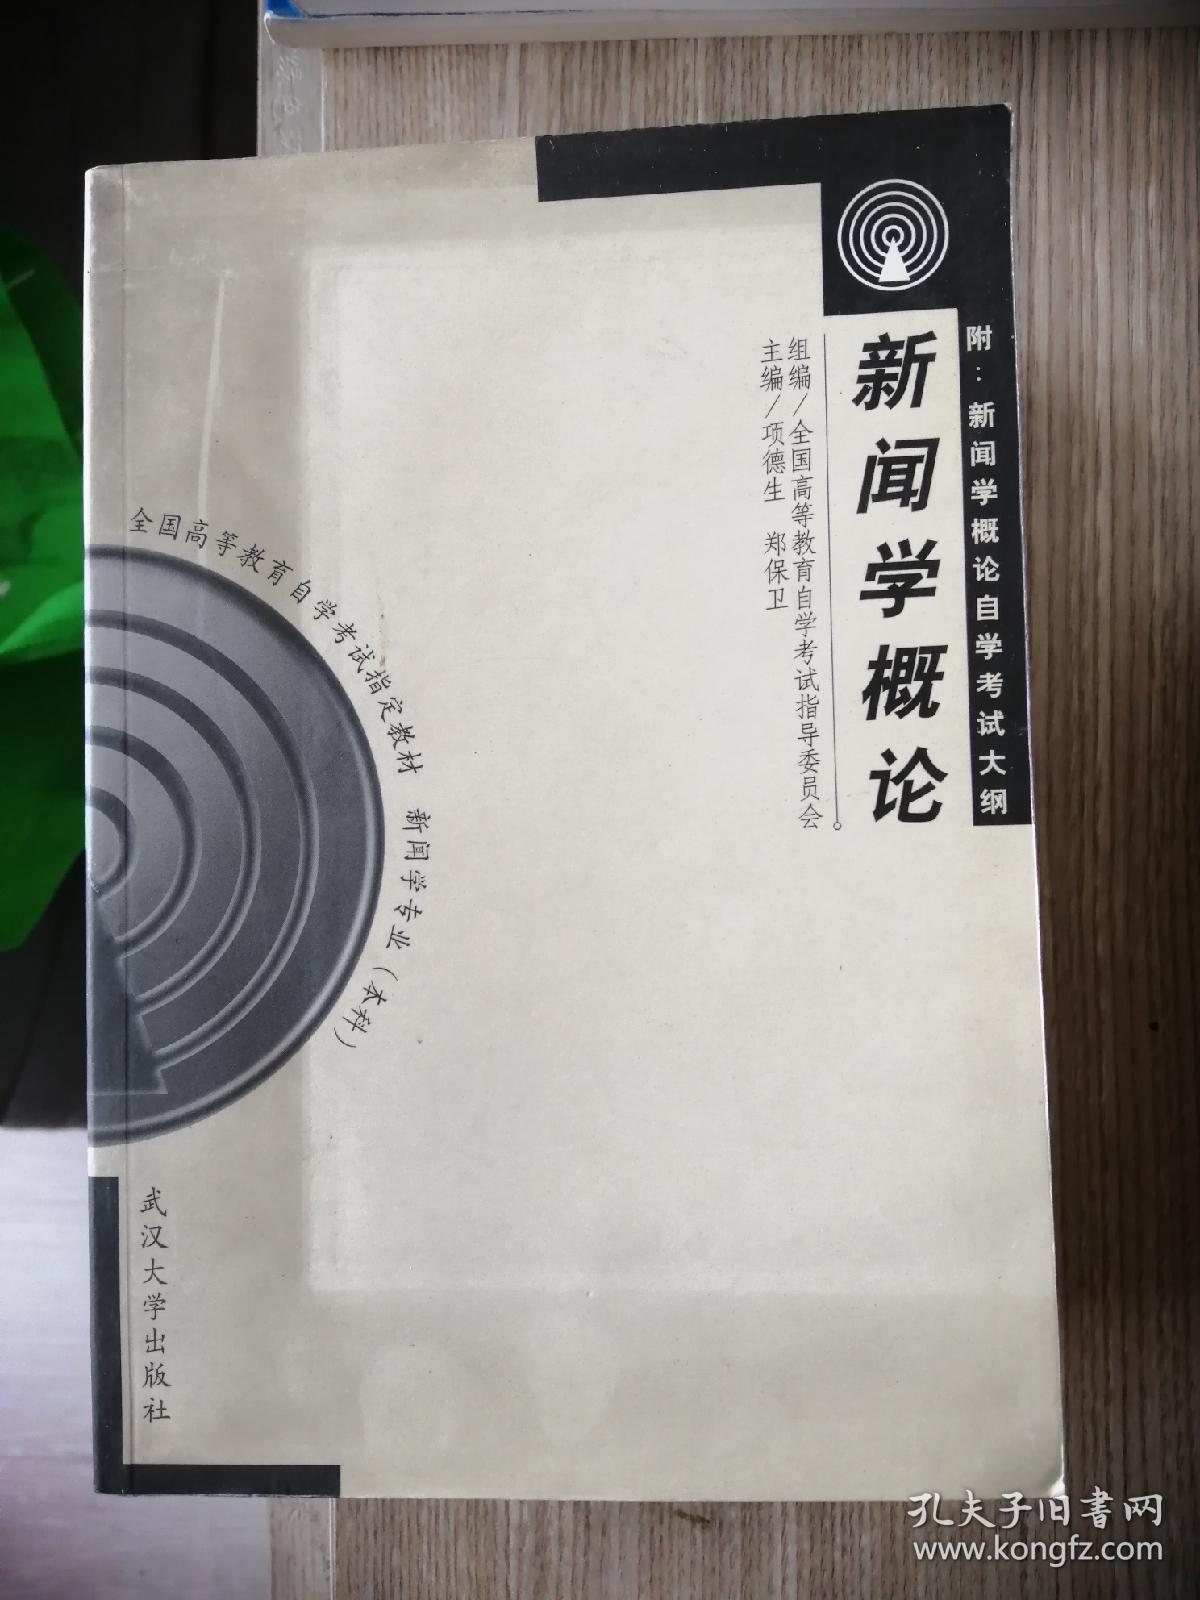 附：新闻学概论自学考试大纲
新闻学概论
组编/全国高等教育自学考试指导委员会
主编/项德生 郑保卫
全国高等教育自学考试指定教材 新闻学专业（本科）
武汉大学出版社
孔夫子旧书网
www.kongfz.com